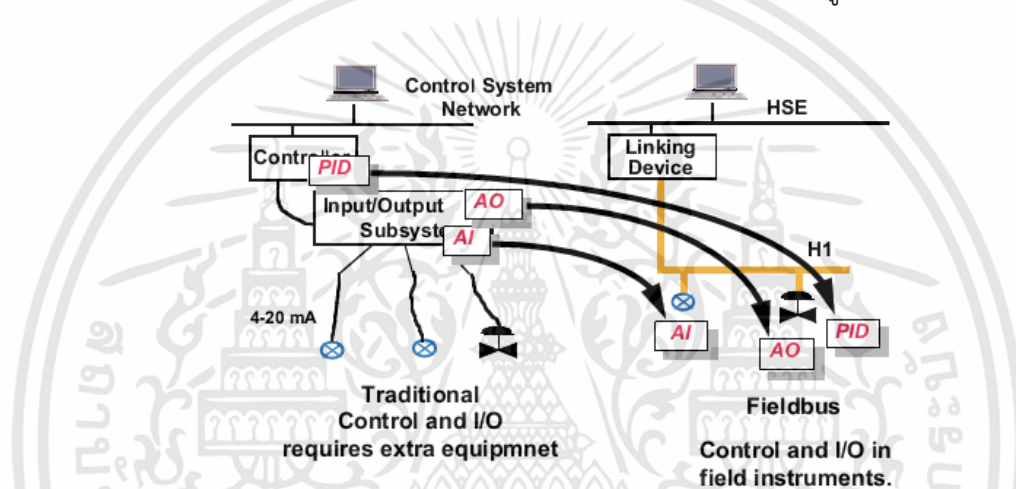 Control System
Network
HSE
Controller
PID
Linking
Device
Input/Output
Subsyste
AO
AI
H1
4-20 mA
AI
AO
PID
Traditional
Control and I/O
requires extra equipmnet
Fieldbus
Control and I/O in
field instruments.